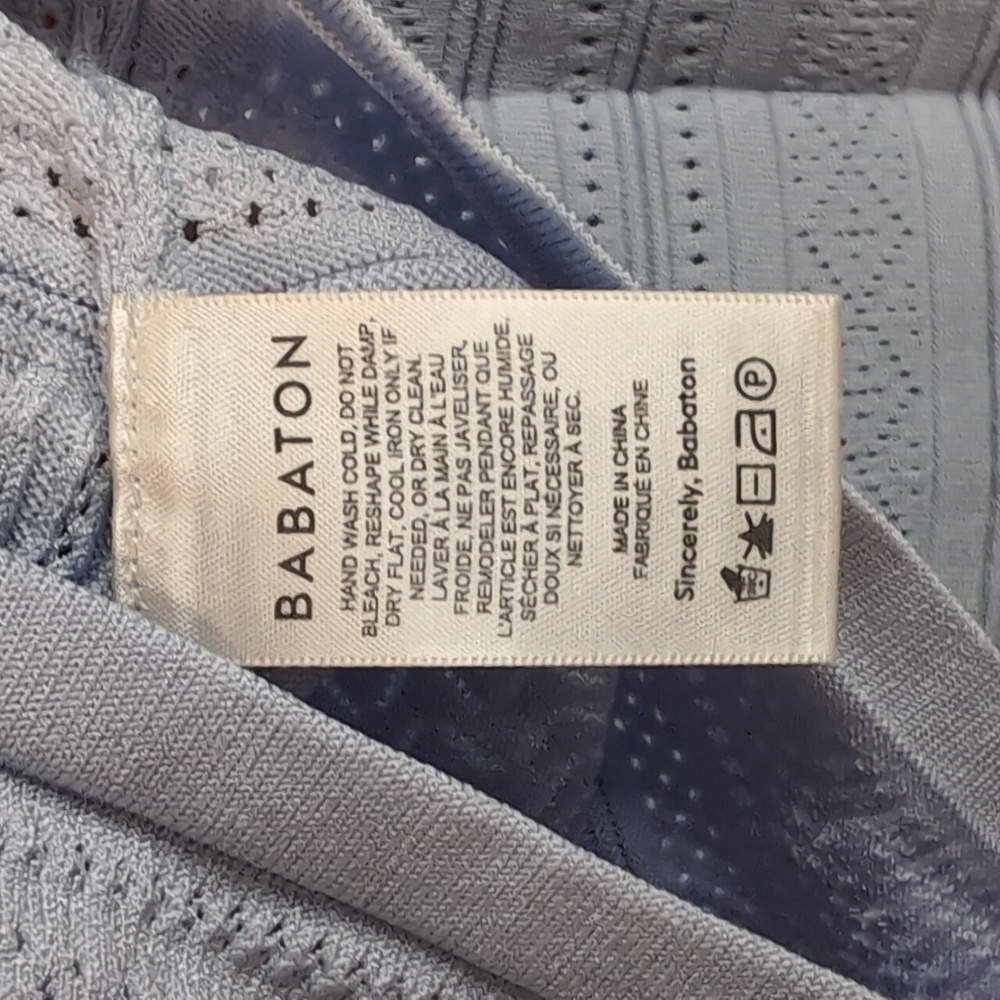 BABATON
HAND WASH COLD, DO NOT
BLEACH, RESHAPE WHILE DAMP,
DRY FLAT, COOL IRON ONLY IF
NEEDED, OR DRY CLEAN.
LAVER À LA MAIN À L'EAU
FROIDE, NE PAS JAVELISER,
REMODELER PENDANT QUE
L'ARTICLE EST ENCORE HUMIDE,
SÉCHER À PLAT, REPASSAGE
DOUX SI NÉCESSAIRE, OU
NETTOYER À SEC.
MADE IN CHINA
FABRIQUÉ EN CHINE
Sincerely, Babaton
P